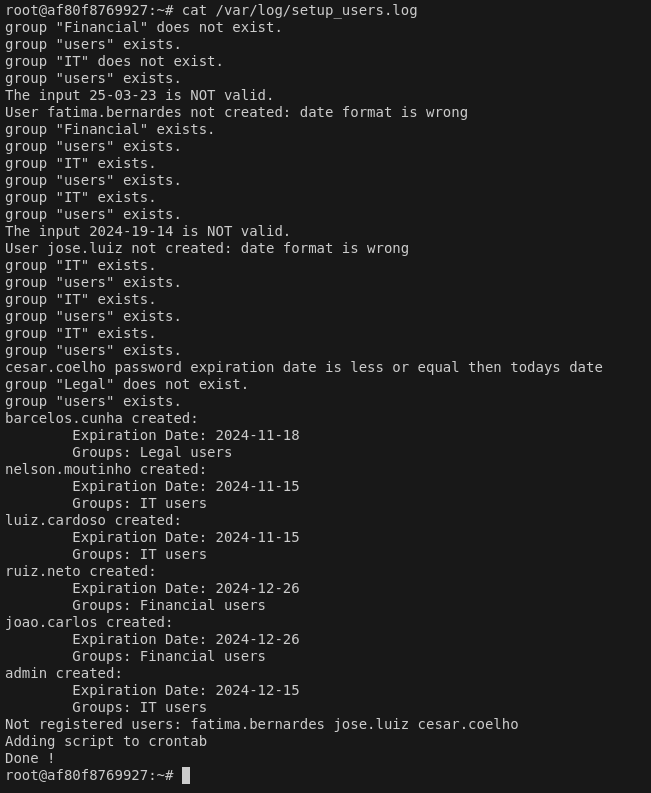 root@af80f8769927:~# cat /var/log/setup_users.log
group "Financial" does not exist.
group "users" exists.
group "IT" does not exist.
group "users" exists.
The input 25-03-23 is NOT valid.
User fatima.bernardes not created: date format is wrong
group "Financial" exists.
group "users" exists.
group "IT" exists.
group "users" exists.
group "IT" exists.
group "users" exists.
The input 2024-19-14 is NOT valid.
User jose.luiz not created: date format is wrong
group "IT" exists.
group "users" exists.
group "IT" exists.
group "users" exists.
group "IT" exists.
group "users" exists.
cesar.coelho password expiration date is less or equal then todays date
group "Legal" does not exist.
group "users" exists.
barcelos.cunha created:
        Expiration Date: 2024-11-18
        Groups: Legal users
nelson.moutinho created:
        Expiration Date: 2024-11-15
        Groups: IT users
luiz.cardoso created:
        Expiration Date: 2024-11-15
        Groups: IT users
ruiz.neto created:
        Expiration Date: 2024-12-26
        Groups: Financial users
joao.carlos created:
        Expiration Date: 2024-12-26
        Groups: Financial users
admin created:
        Expiration Date: 2024-12-15
        Groups: IT users
Not registered users: fatima.bernardes jose.luiz cesar.coelho
Adding script to crontab
Done !
root@af80f8769927:~#